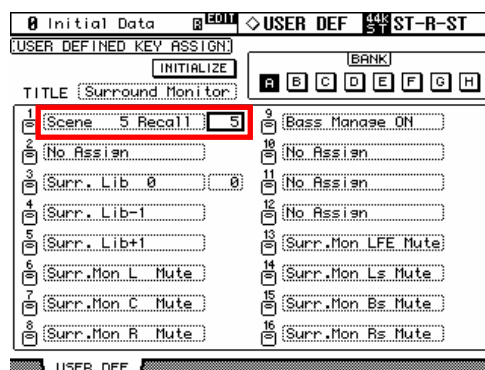 0 Initial Data EDIT ◇USER DEF 44k ST ST-R-ST
USER DEFINED KEY ASSIGN
INITIALIZE
BANK
TITLE Surround Monitor
A B C D E F G H
1 Scene 5 Recall 5
2 No Assign
3 Surr. Lib 0 0
4 Surr. Lib-1
5 Surr. Lib+1
6 Surr.Mon L Mute
7 Surr.Mon C Mute
8 Surr.Mon R Mute
9 Bass Manage ON
10 No Assign
11 No Assign
12 No Assign
13 Surr.Mon LFE Mute
14 Surr.Mon Ls Mute
15 Surr.Mon Bs Mute
16 Surr.Mon Rs Mute
USER DEF